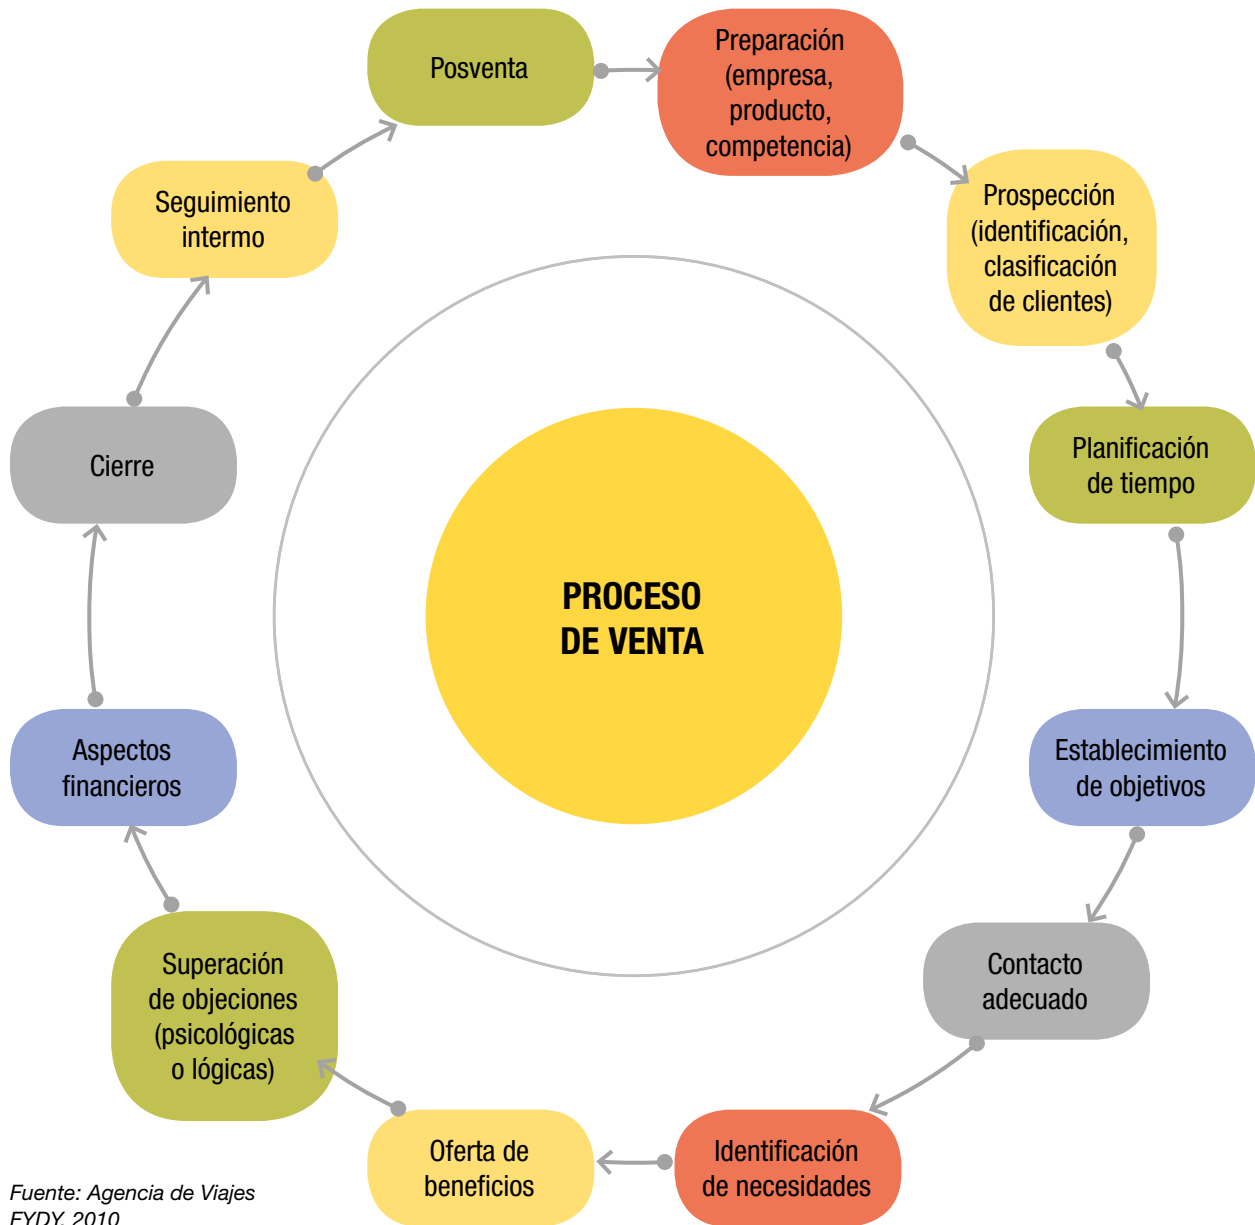 Posventa
Preparación
(empresa,
producto,
competencia)
Prospección
(identificación,
clasificación
de clientes)
Planificación
de tiempo
Establecimiento
de objetivos
Contacto
adecuado
Identificación
de necesidades
Oferta de
beneficios
Superación
de objeciones
(psicológicas
o lógicas)
Aspectos
financieros
Cierre
Seguimiento
intermo
PROCESO
DE VENTA
Fuente: Agencia de Viajes
FYDY, 2010